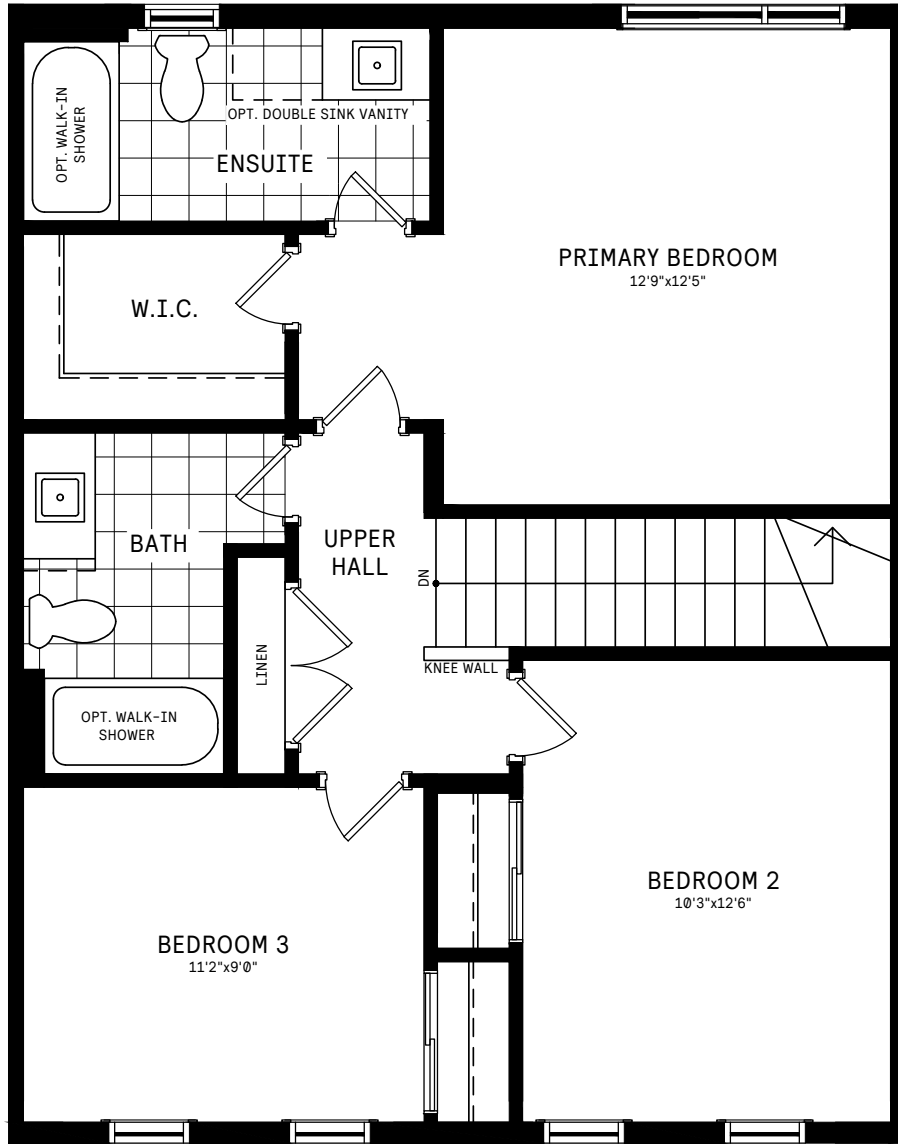 OPT. WALK-IN
SHOWER
OPT. DOUBLE SINK VANITY
ENSUITE
PRIMARY BEDROOM
12'9"x12'5"
W.I.C.
BATH
UPPER
HALL
DN
LINEN
KNEE WALL
OPT. WALK-IN
SHOWER
BEDROOM 2
10'3"x12'6"
BEDROOM 3
11'2"x9'0"